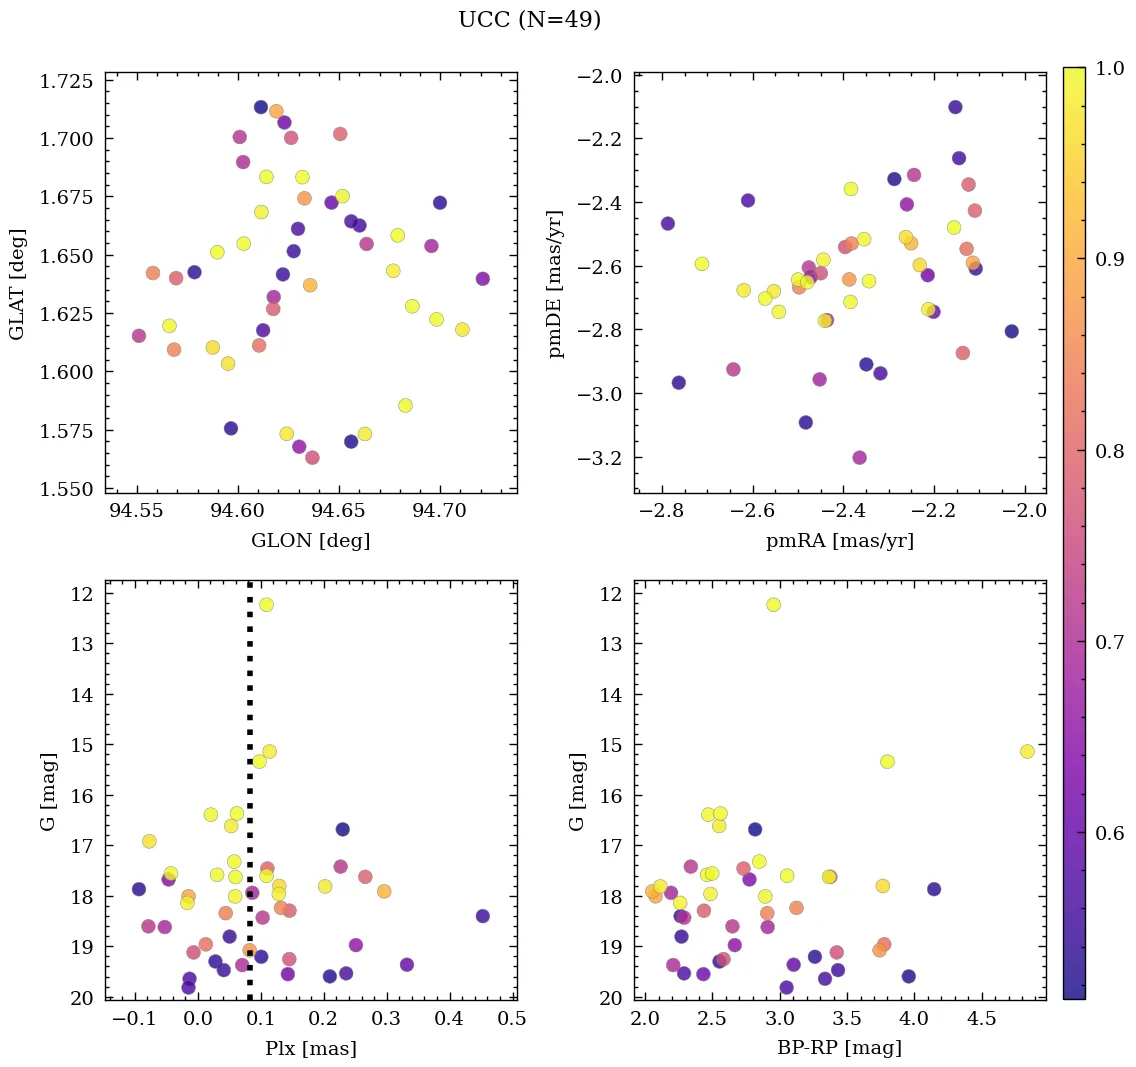 UCC (N=49)
1.725
1.700
1.675
1.650
1.625
1.600
1.575
1.550
GLAT [deg]
94.55 94.60 94.65 94.70
GLON [deg]
−2.0
−2.2
−2.4
−2.6
−2.8
−3.0
−3.2
pmDE [mas/yr]
−2.8 −2.6 −2.4 −2.2 −2.0
pmRA [mas/yr]
12
13
14
15
16
17
18
19
20
G [mag]
−0.1 0.0 0.1 0.2 0.3 0.4 0.5
Plx [mas]
12
13
14
15
16
17
18
19
20
G [mag]
2.0 2.5 3.0 3.5 4.0 4.5
BP-RP [mag]
1.0
0.9
0.8
0.7
0.6